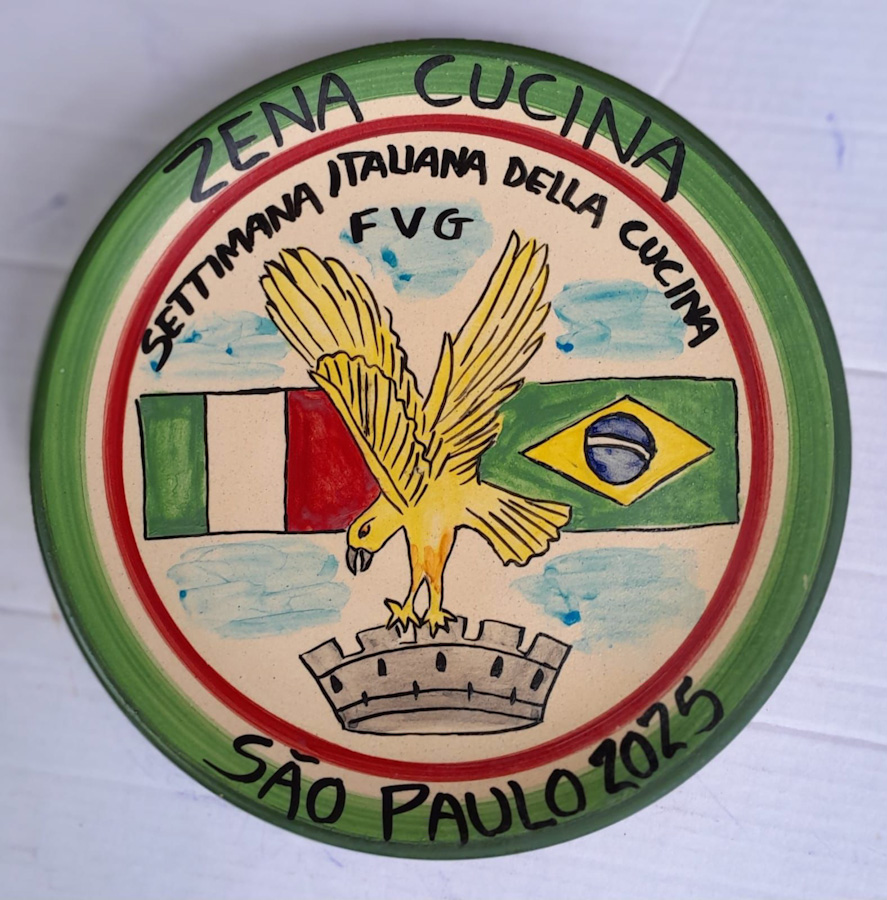 ZENA CUCINA
SETTIMANA ITALIANA DELLA CUCINA
FVG
SÃO PAULO 2025